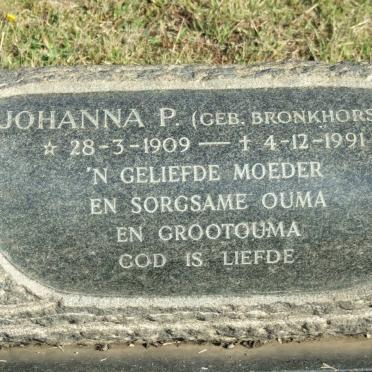 JOHANNA P. (GEB. BRONKHORS
☆ 28-3-1909 — † 4-12-1991
'N GELIEFDE MOEDER
EN SORGSAME OUMA
EN GROOTOUMA
GOD IS LIEFDE